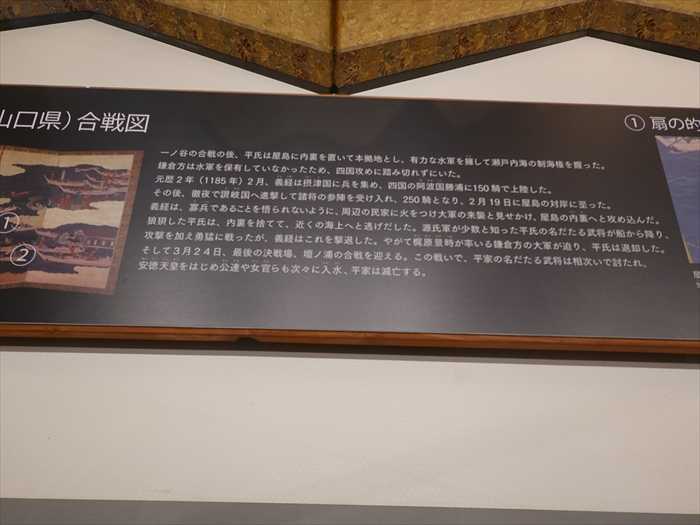 山口県）合戦図
① 扇の的
一ノ谷の合戦の後、平氏は屋島に内裏を置いて本拠地とし、有力な水軍を擁して瀬戸内海の制海権を握った。
鎌倉方は水軍を保有していなかったため、四国攻めに踏み切れずにいた。
元歴２年（1185年）２月、義経は摂津国に兵を集め、四国の阿波国勝浦に150騎で上陸した。
その後、徹夜で讃岐国へ進撃して諸将の参陣を受け入れ、250騎となり、２月19日に屋島の対岸に至った。
義経は、寡兵であることを悟られないように、周辺の民家に火をつけ大軍の来襲と見せかけ、屋島の内裏へと攻め込んだ。
狼狽した平氏は、内裏を捨てて、近くの海上へと逃げだした。源氏軍が少数と知った平氏の名だたる武将が船から降り、
攻撃を加え勇猛に戦ったが、義経はこれを撃退した。やがて梶原景時が率いる鎌倉方の大軍が迫り、平氏は退却した。
そして３月24日、最後の決戦場、壇ノ浦の合戦を迎える。この戦いで、平家の名だたる武将は相次いで討たれ、
安徳天皇をはじめ公達や女官らも次々に入水、平家は滅亡する。
①
②